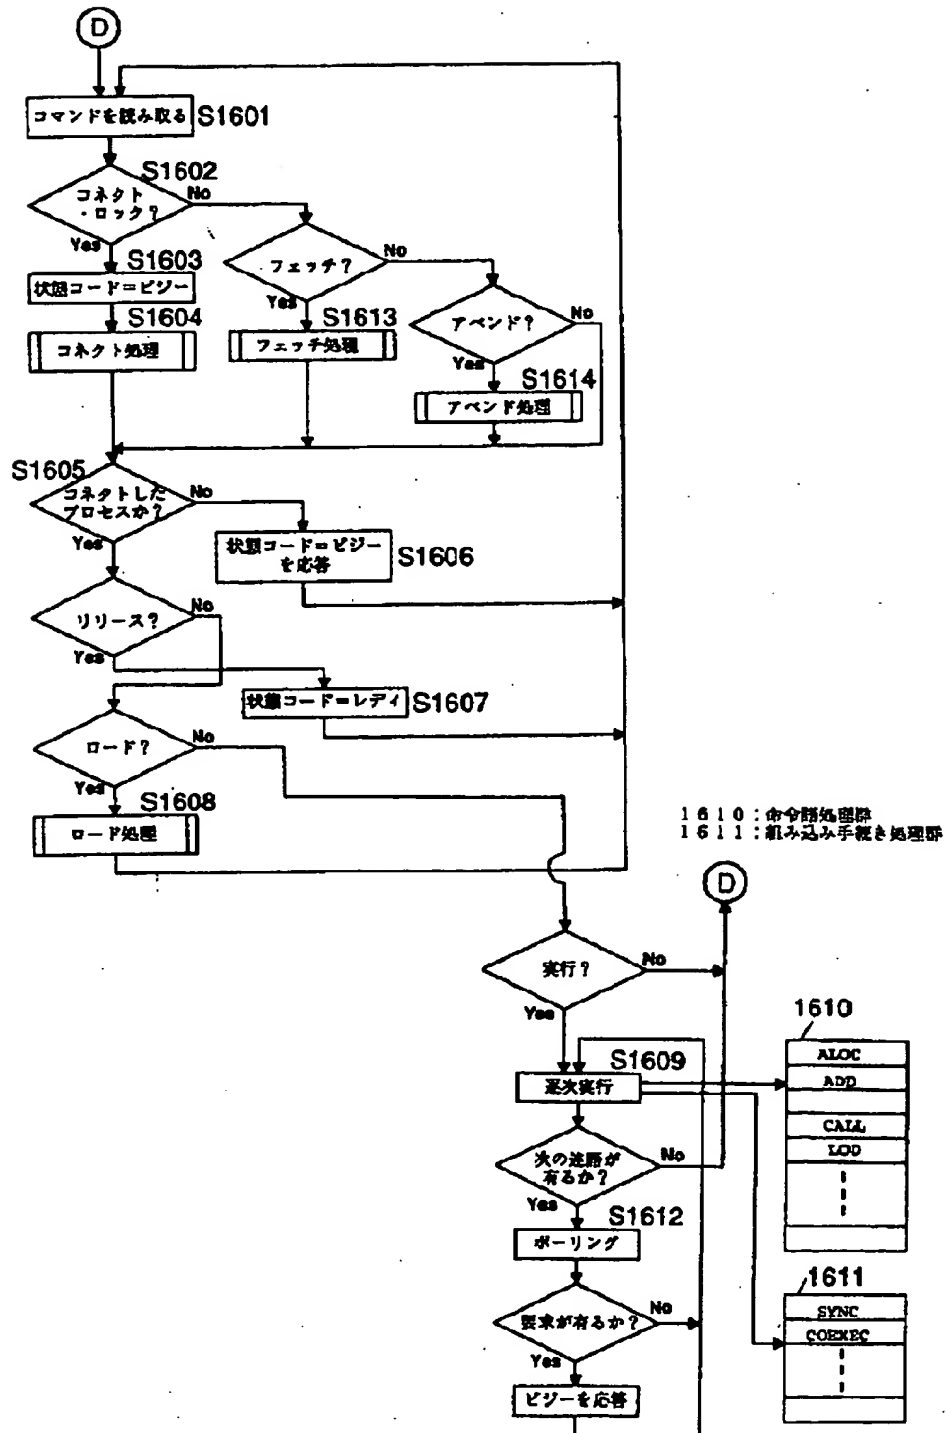 D
コマンドを読み取る S1601
S1602
コネクト
・ロック？
No
Yes
S1603
状態コード＝ビジー
フェッチ？
No
Yes
S1604
コネクト処理
S1613
フェッチ処理
アペンド？
No
Yes
S1614
アペンド処理
S1605
コネクトした
プロセスか？
No
Yes
状態コード＝ビジー
を応答
S1606
リリース？
No
Yes
状態コード＝レディ S1607
ロード？
No
Yes
S1608
ロード処理
1610：命令語処理群
1611：組み込み手続き処理群
D
実行？
No
Yes
S1609
逐次実行
1610
ALOC
ADD
CALL
LOD
次の述語が
有るか？
No
Yes
S1612
ポーリング
1611
SYNC
COEXEC
要求が有るか？
No
Yes
ビジーを応答